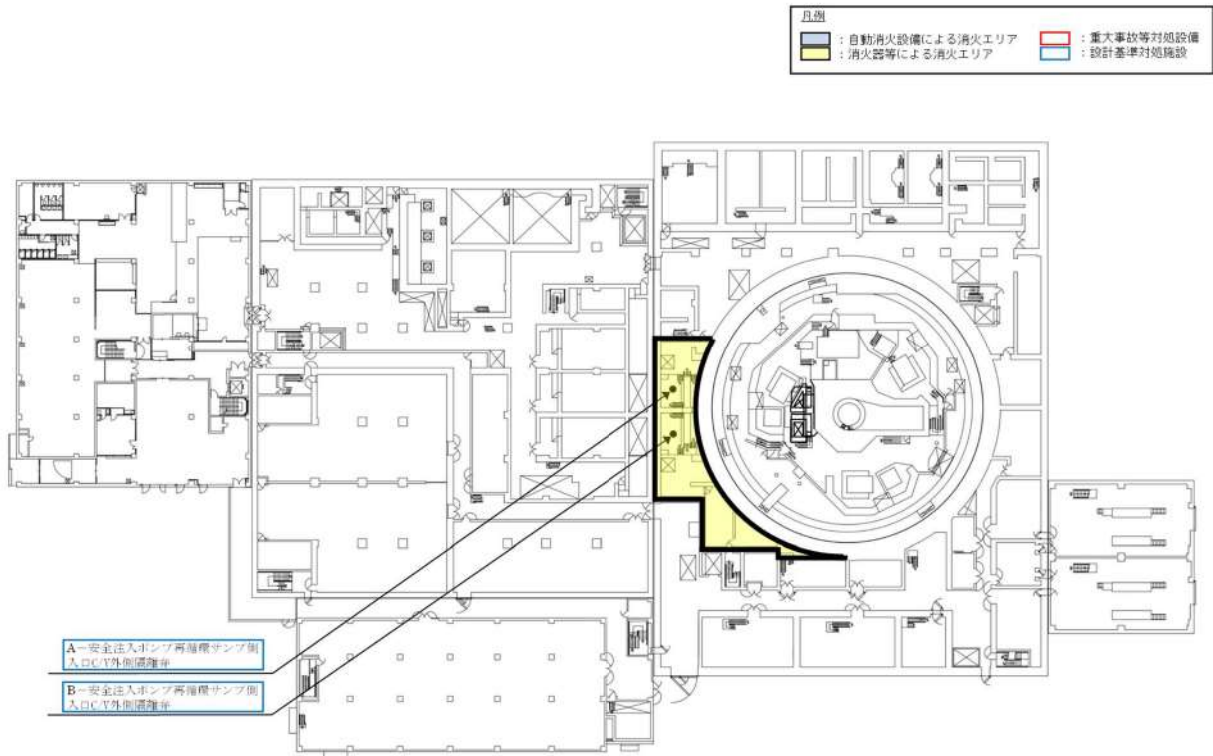 凡例
：自動消火設備による消火エリア
：消火器等による消火エリア
：重大事故等対処設備
：設計基準対処施設
A－安全注入ポンプ再循環サンプ側
入口C/V外側隔離弁
B－安全注入ポンプ再循環サンプ側
入口C/V外側隔離弁